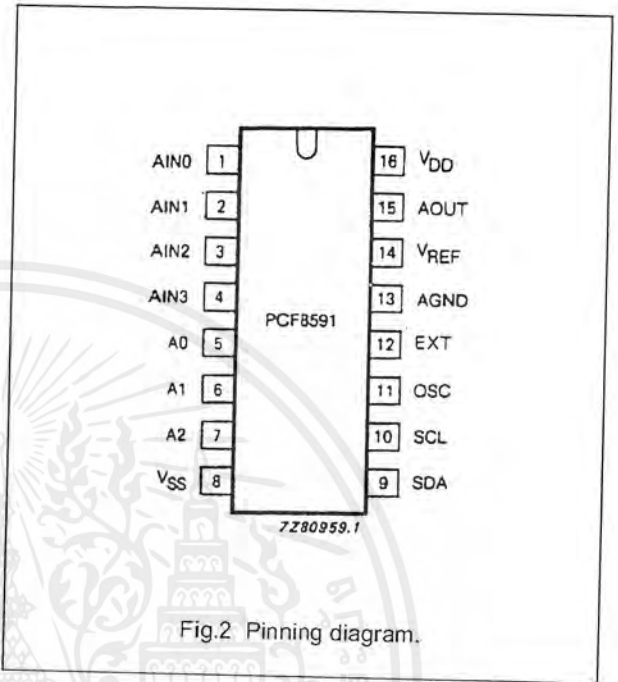 AIN0 1 16 VDD
AIN1 2 15 AOUT
AIN2 3 14 VREF
AIN3 4 13 AGND
PCF8591
A0 5 12 EXT
A1 6 11 OSC
A2 7 10 SCL
VSS 8 9 SDA
7Z80959.1
Fig.2 Pinning diagram.